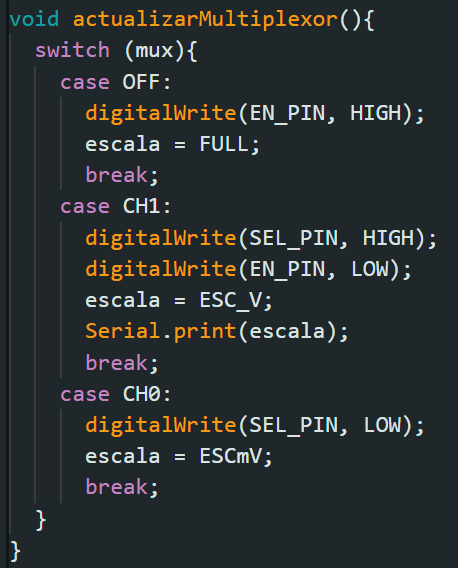 void actualizarMultiplexor(){
  switch (mux){
    case OFF:
      digitalWrite(EN_PIN, HIGH);
      escala = FULL;
      break;
    case CH1:
      digitalWrite(SEL_PIN, HIGH);
      digitalWrite(EN_PIN, LOW);
      escala = ESC_V;
      Serial.print(escala);
      break;
    case CH0:
      digitalWrite(SEL_PIN, LOW);
      escala = ESCmV;
      break;
  }
}